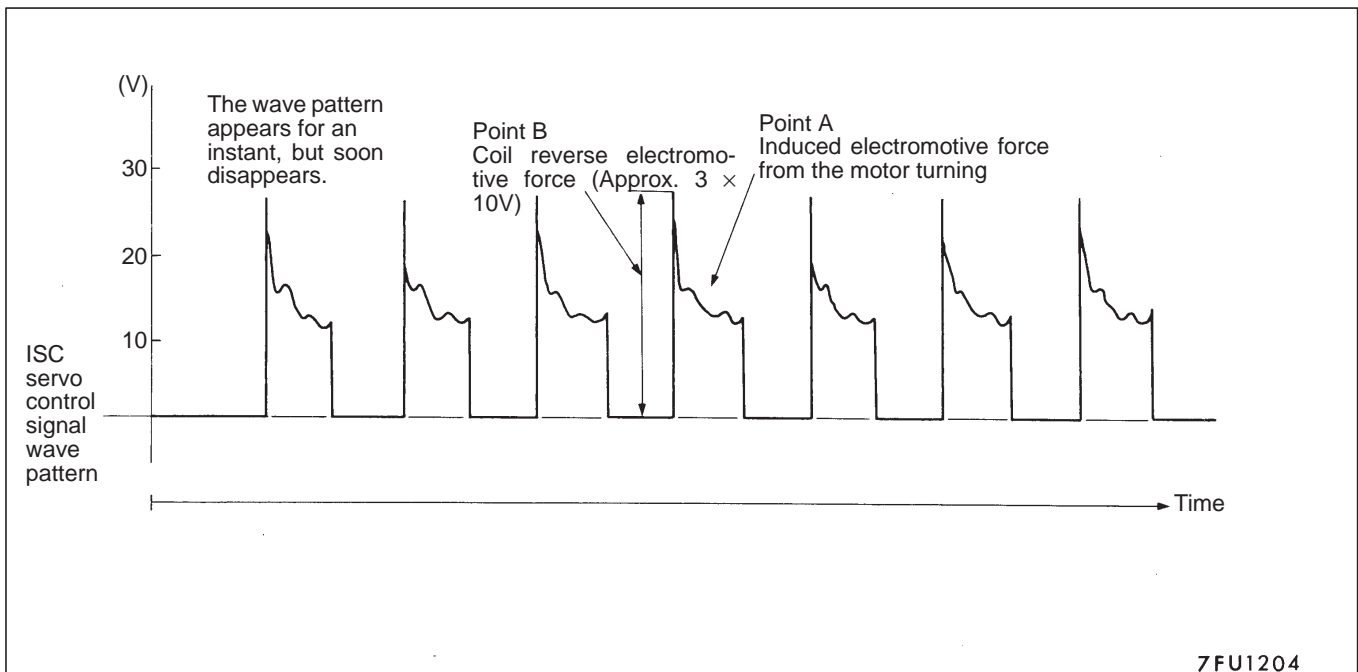 (V)
The wave pattern
appears for an
instant, but soon
disappears.
Point B
Coil reverse electromo-
tive force (Approx. 3 ×
10V)
Point A
Induced electromotive force
from the motor turning
30
20
10
ISC
servo
control
signal
wave
pattern
Time
7FU1204